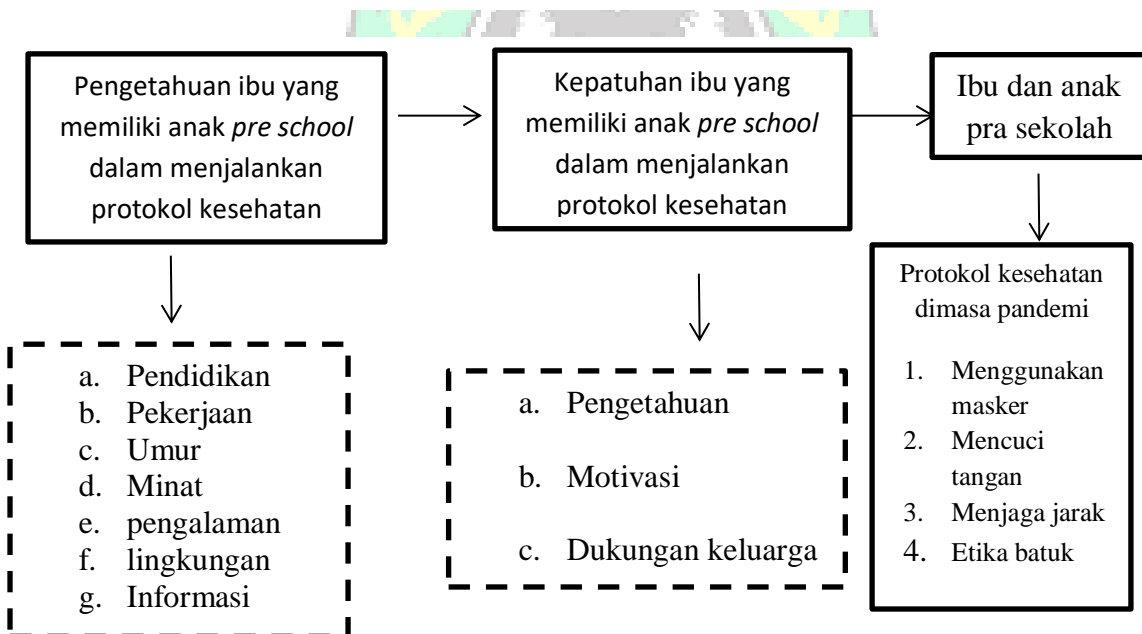 Pengetahuan ibu yang
memiliki anak pre school
dalam menjalankan
protokol kesehatan
Kepatuhan ibu yang
memiliki anak pre school
dalam menjalankan
protokol kesehatan
Ibu dan anak
pra sekolah
a. Pendidikan
b. Pekerjaan
c. Umur
d. Minat
e. pengalaman
f. lingkungan
g. Informasi
a. Pengetahuan
b. Motivasi
c. Dukungan keluarga
Protokol kesehatan
dimasa pandemi
1. Menggunakan
masker
2. Mencuci
tangan
3. Menjaga jarak
4. Etika batuk